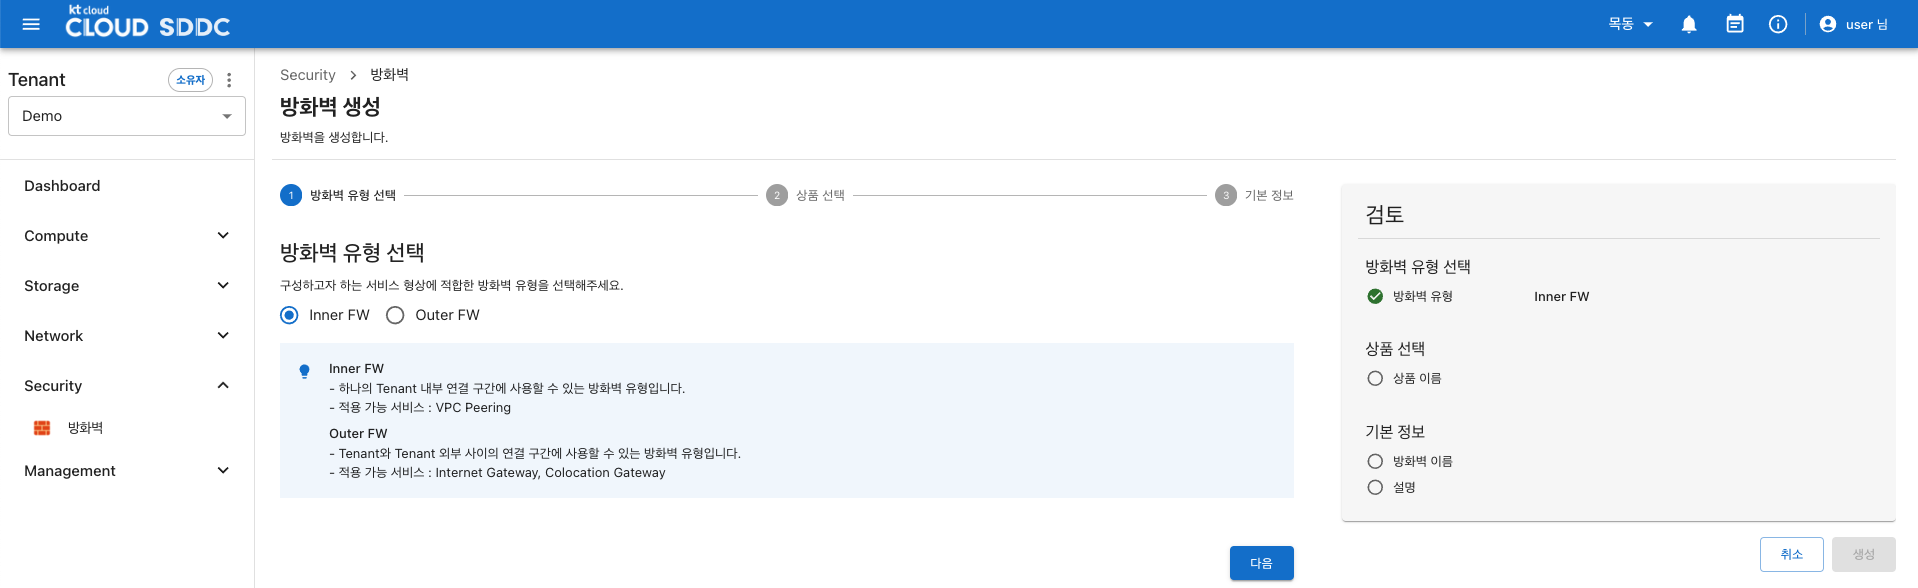 kt cloud
CLOUD SDDC
목동
user 님
Tenant
소유자
Demo
Dashboard
Compute
Storage
Network
Security
방화벽
Management
Security > 방화벽
방화벽 생성
방화벽을 생성합니다.
1 방화벽 유형 선택
2 상품 선택
3 기본 정보
방화벽 유형 선택
구성하고자 하는 서비스 형상에 적합한 방화벽 유형을 선택해주세요.
Inner FW
Outer FW
Inner FW
- 하나의 Tenant 내부 연결 구간에 사용할 수 있는 방화벽 유형입니다.
- 적용 가능 서비스 : VPC Peering
Outer FW
- Tenant와 Tenant 외부 사이의 연결 구간에 사용할 수 있는 방화벽 유형입니다.
- 적용 가능 서비스 : Internet Gateway, Colocation Gateway
다음
검토
방화벽 유형 선택
방화벽 유형 Inner FW
상품 선택
상품 이름
기본 정보
방화벽 이름
설명
취소
생성